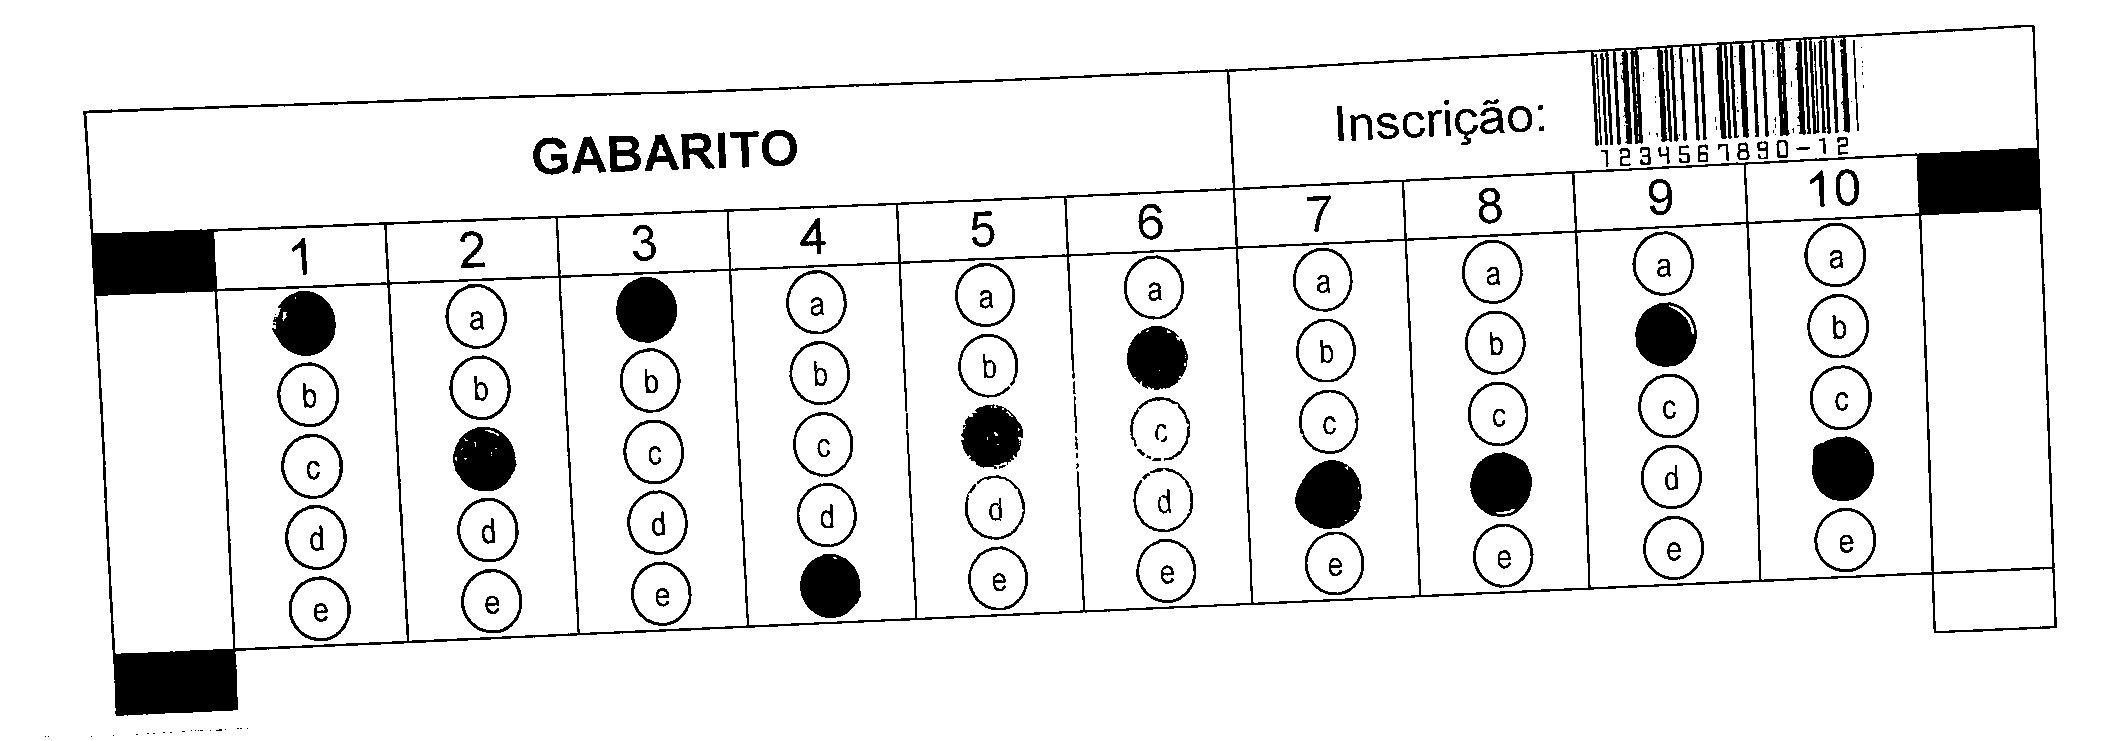 GABARITO Inscrição:
1234567890-12
1 2 3 4 5 6 7 8 9 10
a a a a a a a a
b b b b b b b b
c c c c c c c c
d d d d d d d
e e e e e e e e e